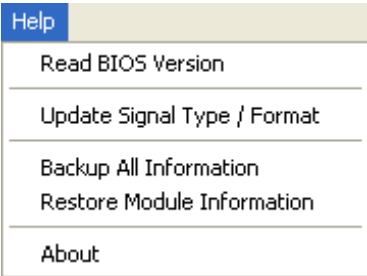 Help
Read BIOS Version
Update Signal Type / Format
Backup All Information
Restore Module Information
About